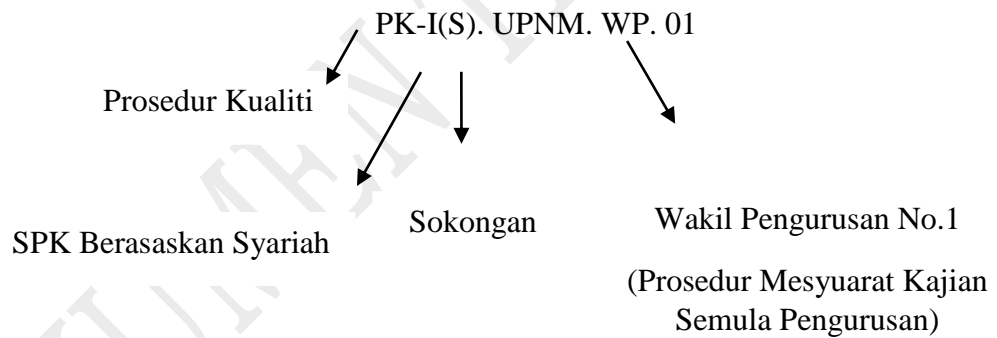 PK-I(S). UPNM. WP. 01
Prosedur Kualiti
SPK Berasaskan Syariah
Sokongan
Wakil Pengurusan No.1
(Prosedur Mesyuarat Kajian
Semula Pengurusan)